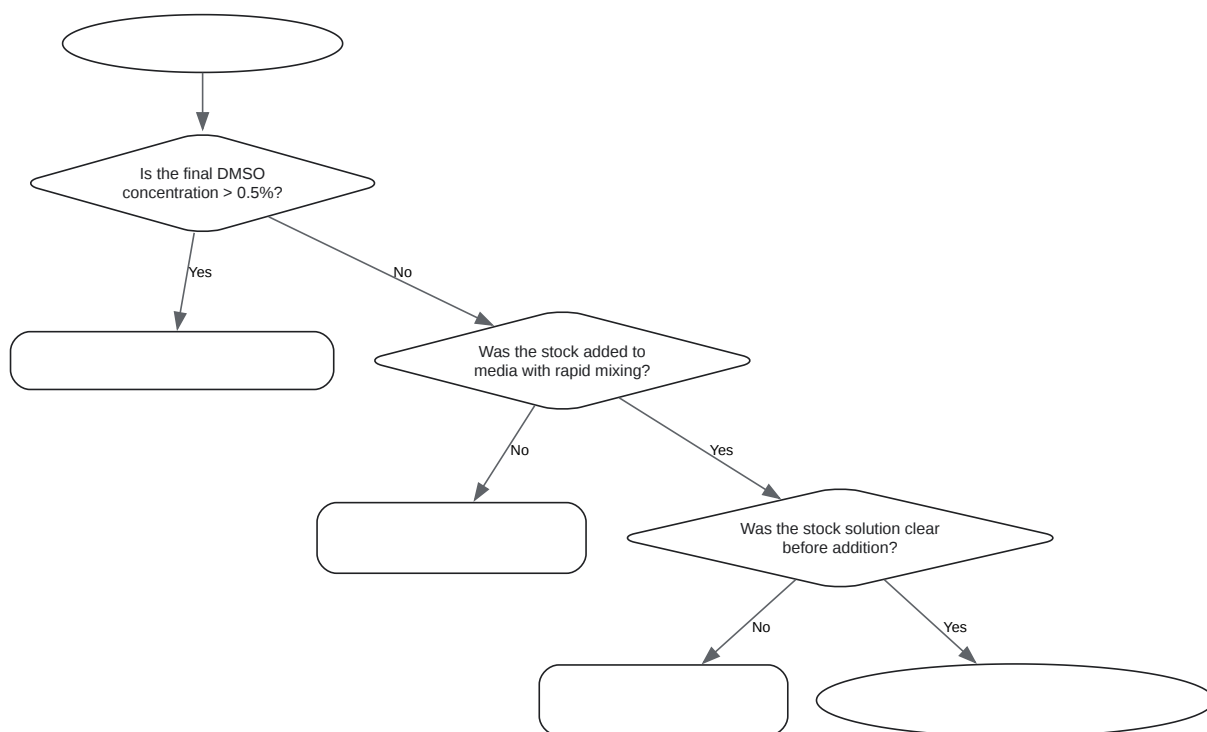 Is the final DMSO
concentration > 0.5%?
Yes
No
Was the stock added to
media with rapid mixing?
No
Yes
Was the stock solution clear
before addition?
No
Yes